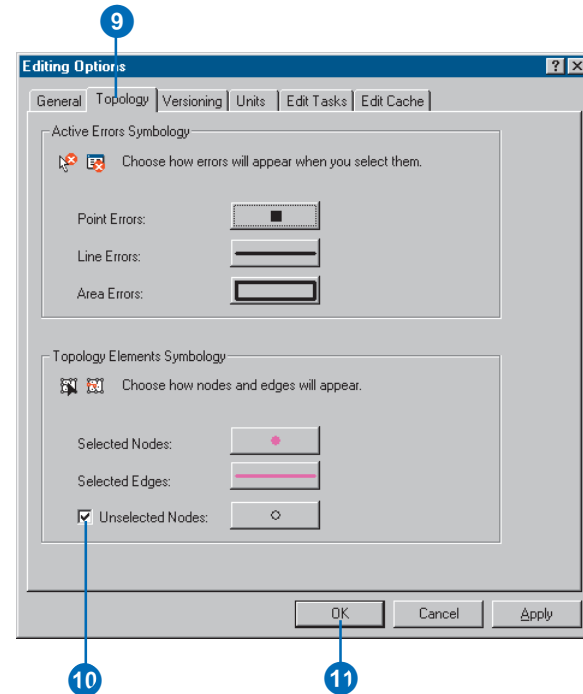 9
Editing Options
General Topology Versioning Units Edit Tasks Edit Cache
Active Errors Symbology
Choose how errors will appear when you select them.
Point Errors:
Line Errors:
Area Errors:
Topology Elements Symbology
Choose how nodes and edges will appear.
Selected Nodes:
Selected Edges:
Unselected Nodes:
OK Cancel Apply
10 11